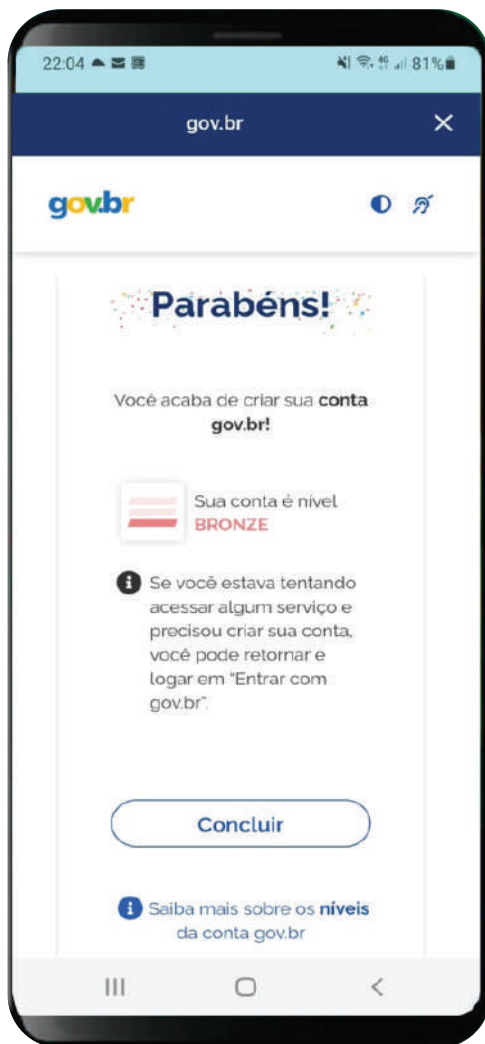 22:04 81%
gov.br
gov.br
Parabéns!
Você acaba de criar sua conta
gov.br!
Sua conta é nível
BRONZE
Se você estava tentando
acessar algum serviço e
precisou criar sua conta,
você pode retornar e
logar em "Entrar com
gov.br".
Concluir
Saiba mais sobre os níveis
da conta gov.br